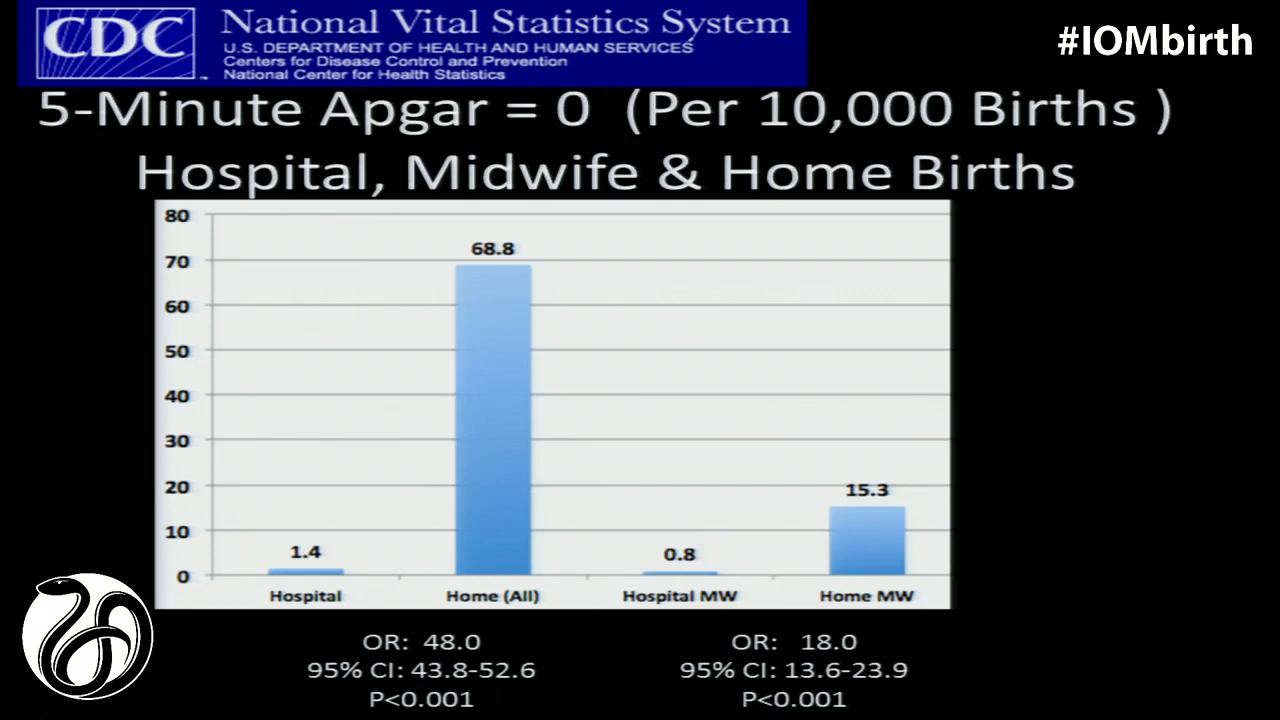 CDC
National Vital Statistics System
U.S. DEPARTMENT OF HEALTH AND HUMAN SERVICES
Centers for Disease Control and Prevention
National Center for Health Statistics
#IOMbirth
5-Minute Apgar = 0 (Per 10,000 Births )
Hospital, Midwife & Home Births
80
70
60
50
40
30
20
10
0
1.4
68.8
0.8
15.3
Hospital
Home (All)
Hospital MW
Home MW
OR: 48.0
95% CI: 43.8-52.6
P<0.001
OR: 18.0
95% CI: 13.6-23.9
P<0.001